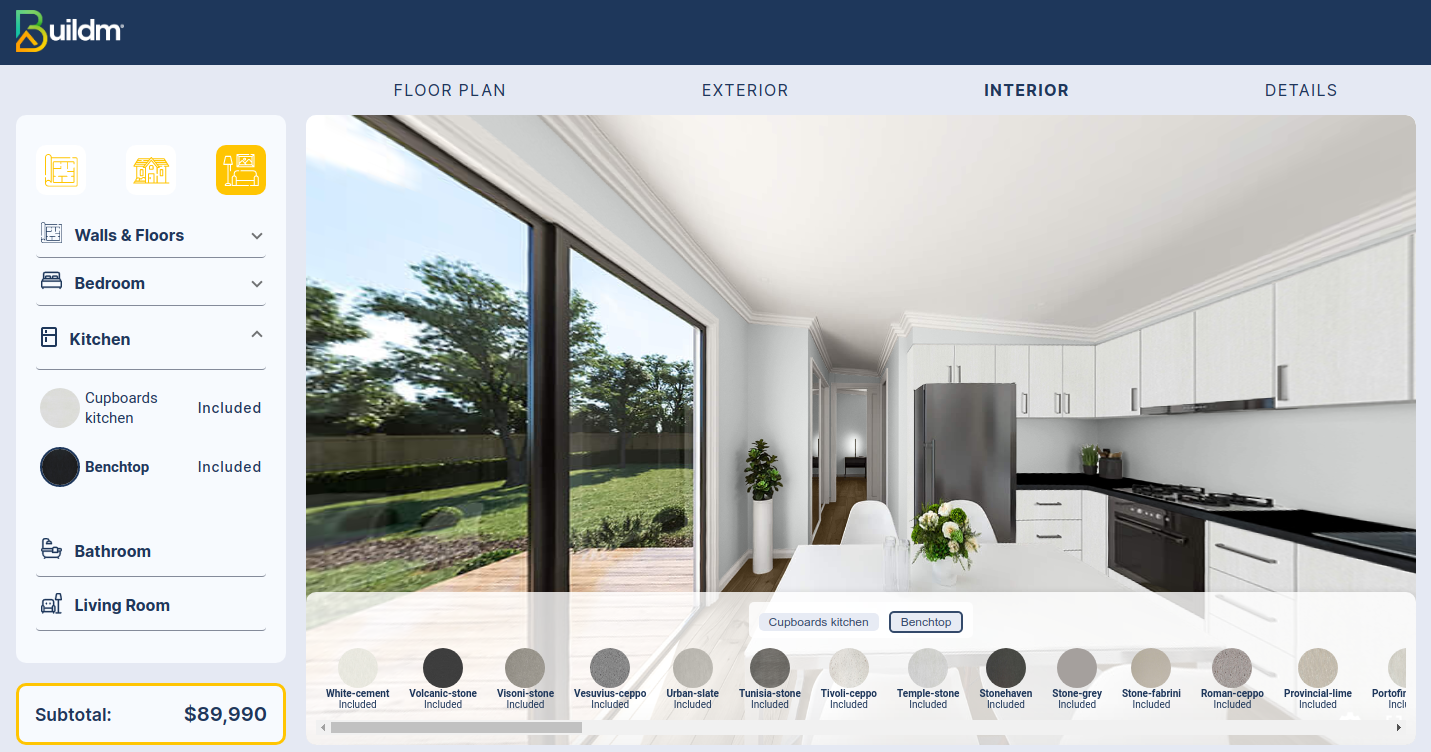 Buildm
FLOOR PLAN
EXTERIOR
INTERIOR
DETAILS
Walls & Floors
Bedroom
Kitchen
Cupboards
kitchen
Included
Benchtop
Included
Bathroom
Living Room
Subtotal:
$89,990
Cupboards kitchen
Benchtop
White-cement
Included
Volcanic-stone
Included
Visoni-stone
Included
Vesuvius-ceppo
Included
Urban-slate
Included
Tunisia-stone
Included
Tivoli-ceppo
Included
Temple-stone
Included
Stonehaven
Included
Stone-grey
Included
Stone-fabrini
Included
Roman-ceppo
Included
Provincial-lime
Included
Portofin
Incl